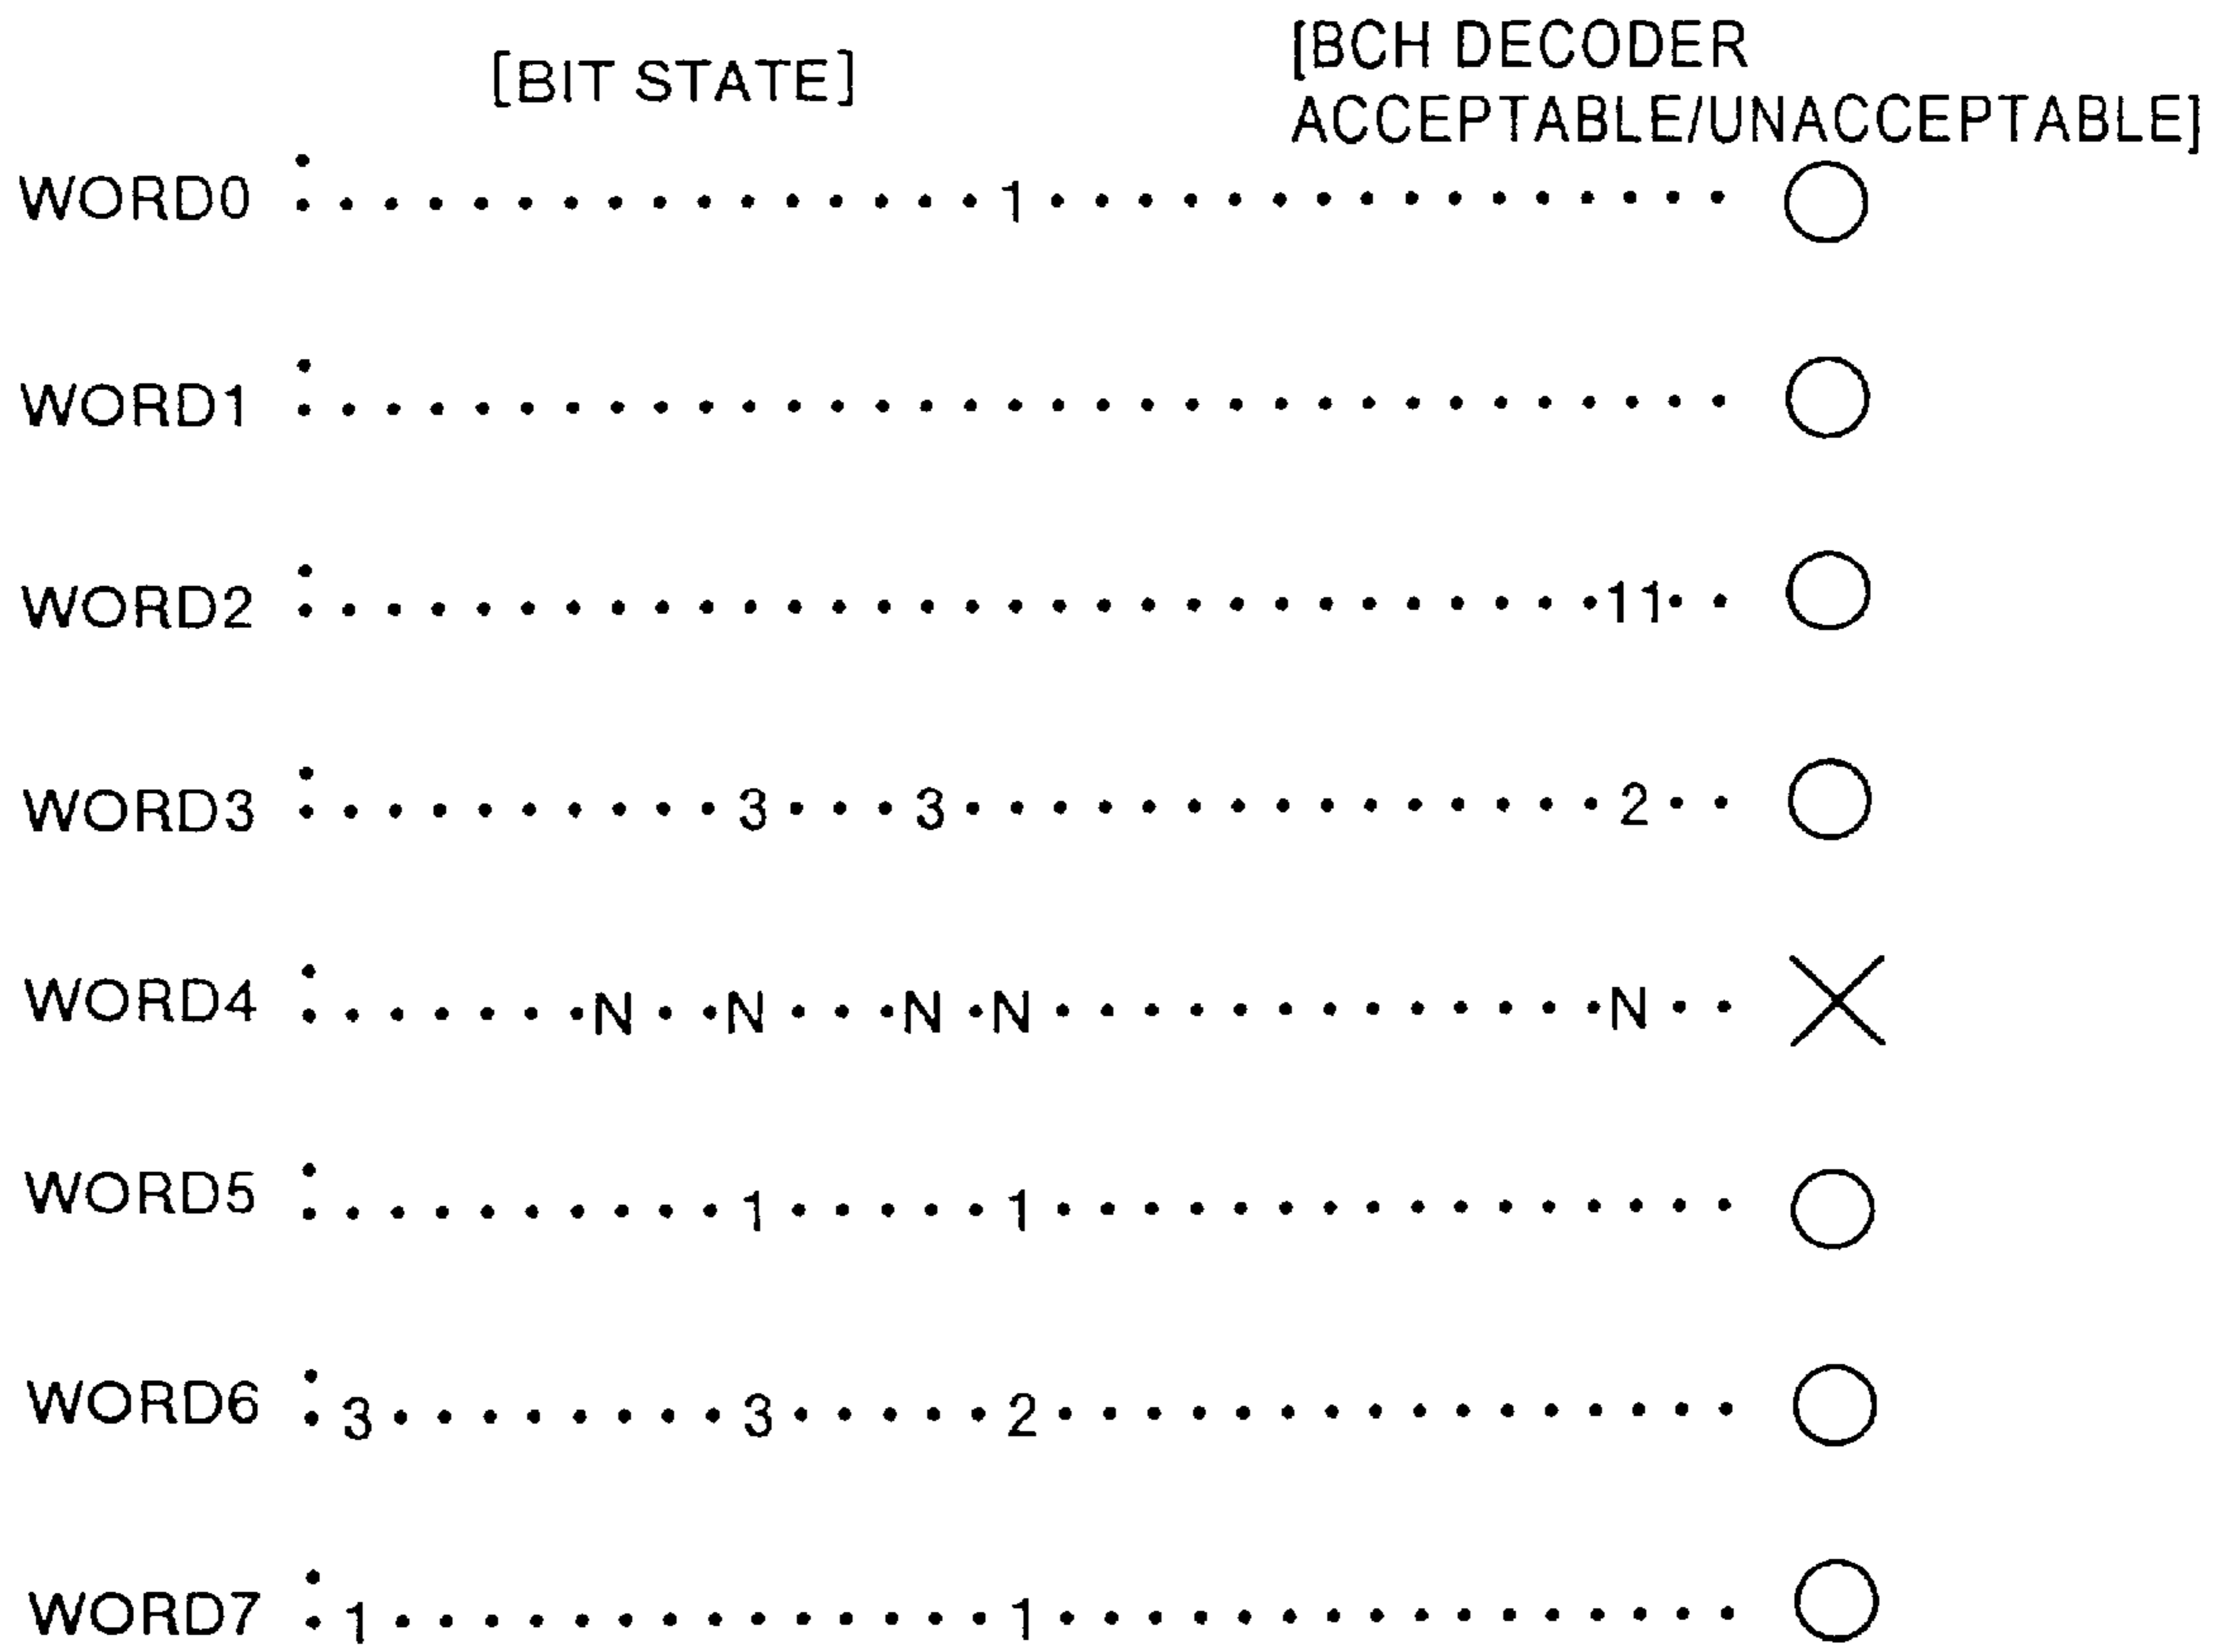 [BIT STATE]
[BCH DECODER
ACCEPTABLE/UNACCEPTABLE]
WORD0 : · · · · · · · · · · · · · · · 1 · · · · · · · · · · · · · · · · ○
WORD1 : · · · · · · · · · · · · · · · · · · · · · · · · · · · · · · · · ○
WORD2 : · · · · · · · · · · · · · · · · · · · · · · · · · · · · · 11 · · ○
WORD3 : · · · · · · · · · 3 · · · 3 · · · · · · · · · · · · · · · 2 · · ○
WORD4 : · · · · · · N · · N · · · N · N · · · · · · · · · · · · · N · · ×
WORD5 : · · · · · · · · · 1 · · · · · 1 · · · · · · · · · · · · · · · · ○
WORD6 : 3 · · · · · · · · 3 · · · · · 2 · · · · · · · · · · · · · · · · ○
WORD7 : 1 · · · · · · · · · · · · · · 1 · · · · · · · · · · · · · · · · ○